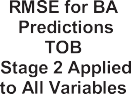 RMSE for BA
Predictions
TOB
Stage 2 Applied
to All Variables